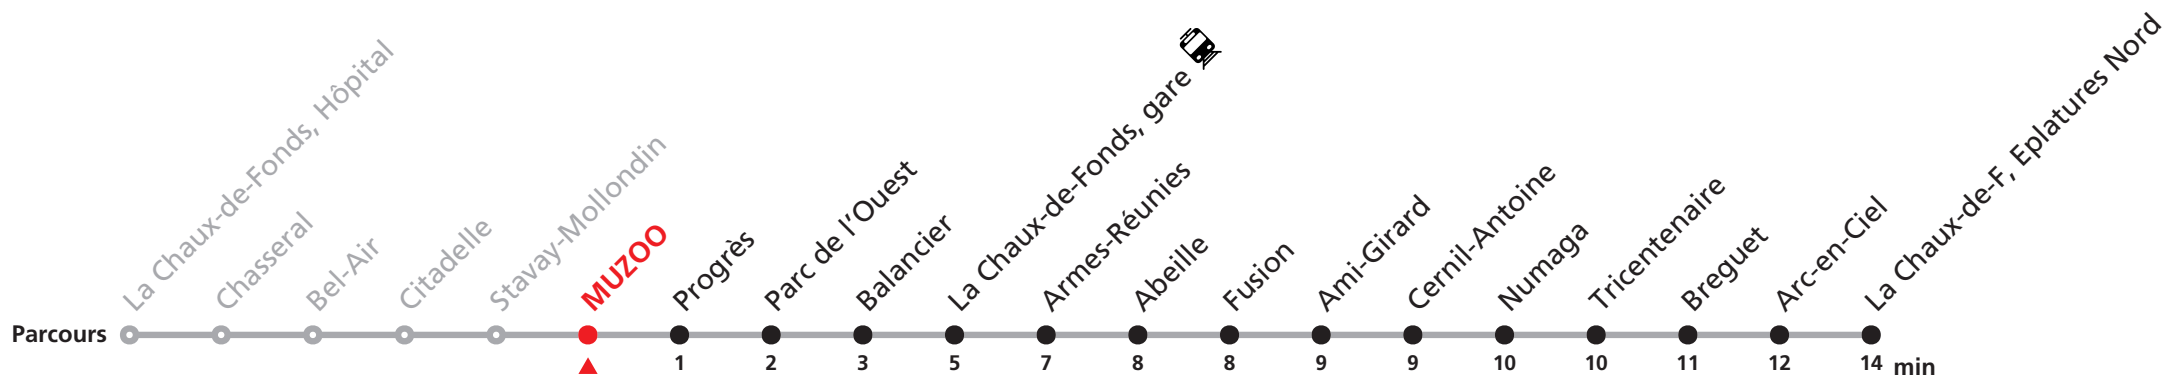 La Chaux-de-Fonds, Hôpital
Chasseral
Bel-Air
Citadelle
Stavay-Mollondin
MUZOO
Progrès
Parc de l'Ouest
Balancier
La Chaux-de-Fonds, gare
Armes-Réunies
Abeille
Fusion
Ami-Girard
Cernil-Antoine
Numaga
Tricentenaire
Breguet
Arc-en-Ciel
La Chaux-de-F, Eplatures Nord
Parcours
1 2 3 5 7 8 8 9 9 10 10 11 12 14 min